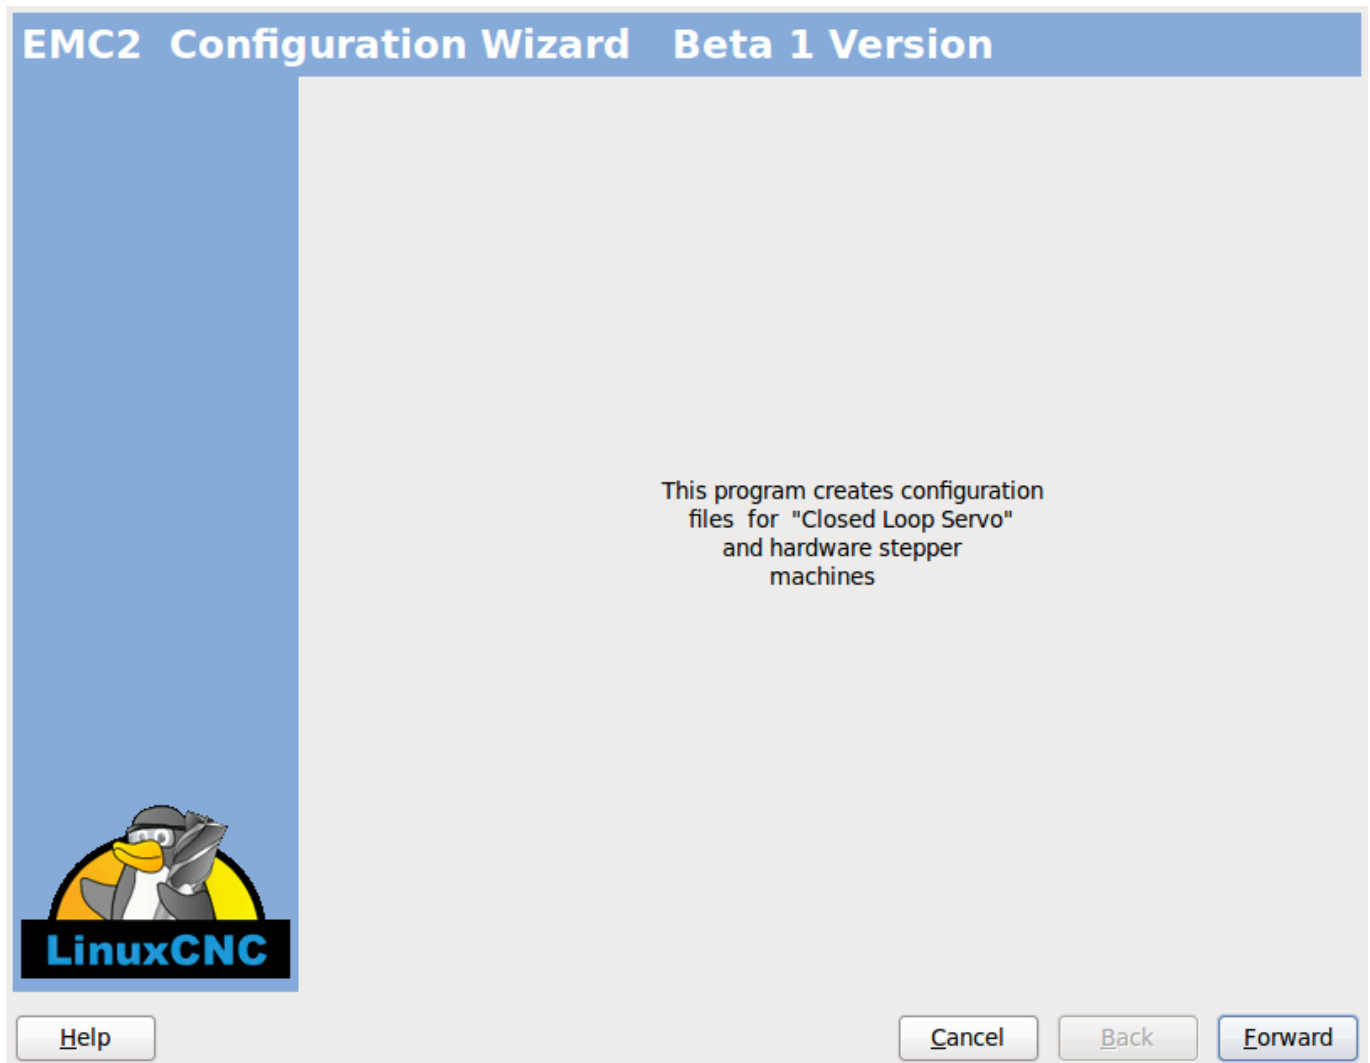 EMC2  Configuration Wizard   Beta 1 Version
This program creates configuration
files  for  "Closed Loop Servo"
and hardware stepper
machines
LinuxCNC
Help
Cancel
Back
Forward